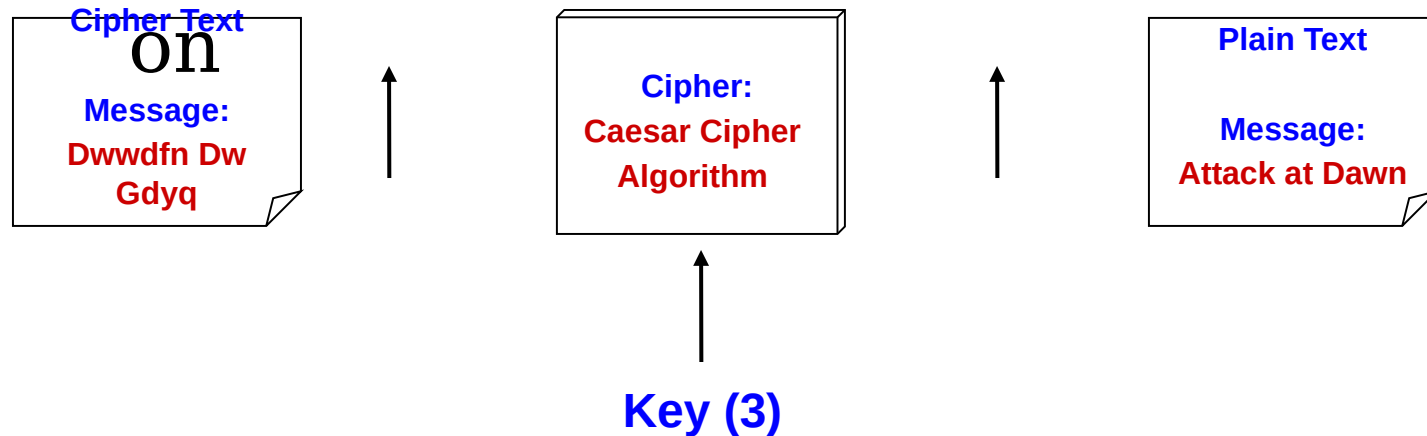 Cipher Text
on
Message:
Dwwdfn Dw
Gdyq
Cipher:
Caesar Cipher
Algorithm
Plain Text
Message:
Attack at Dawn
Key (3)